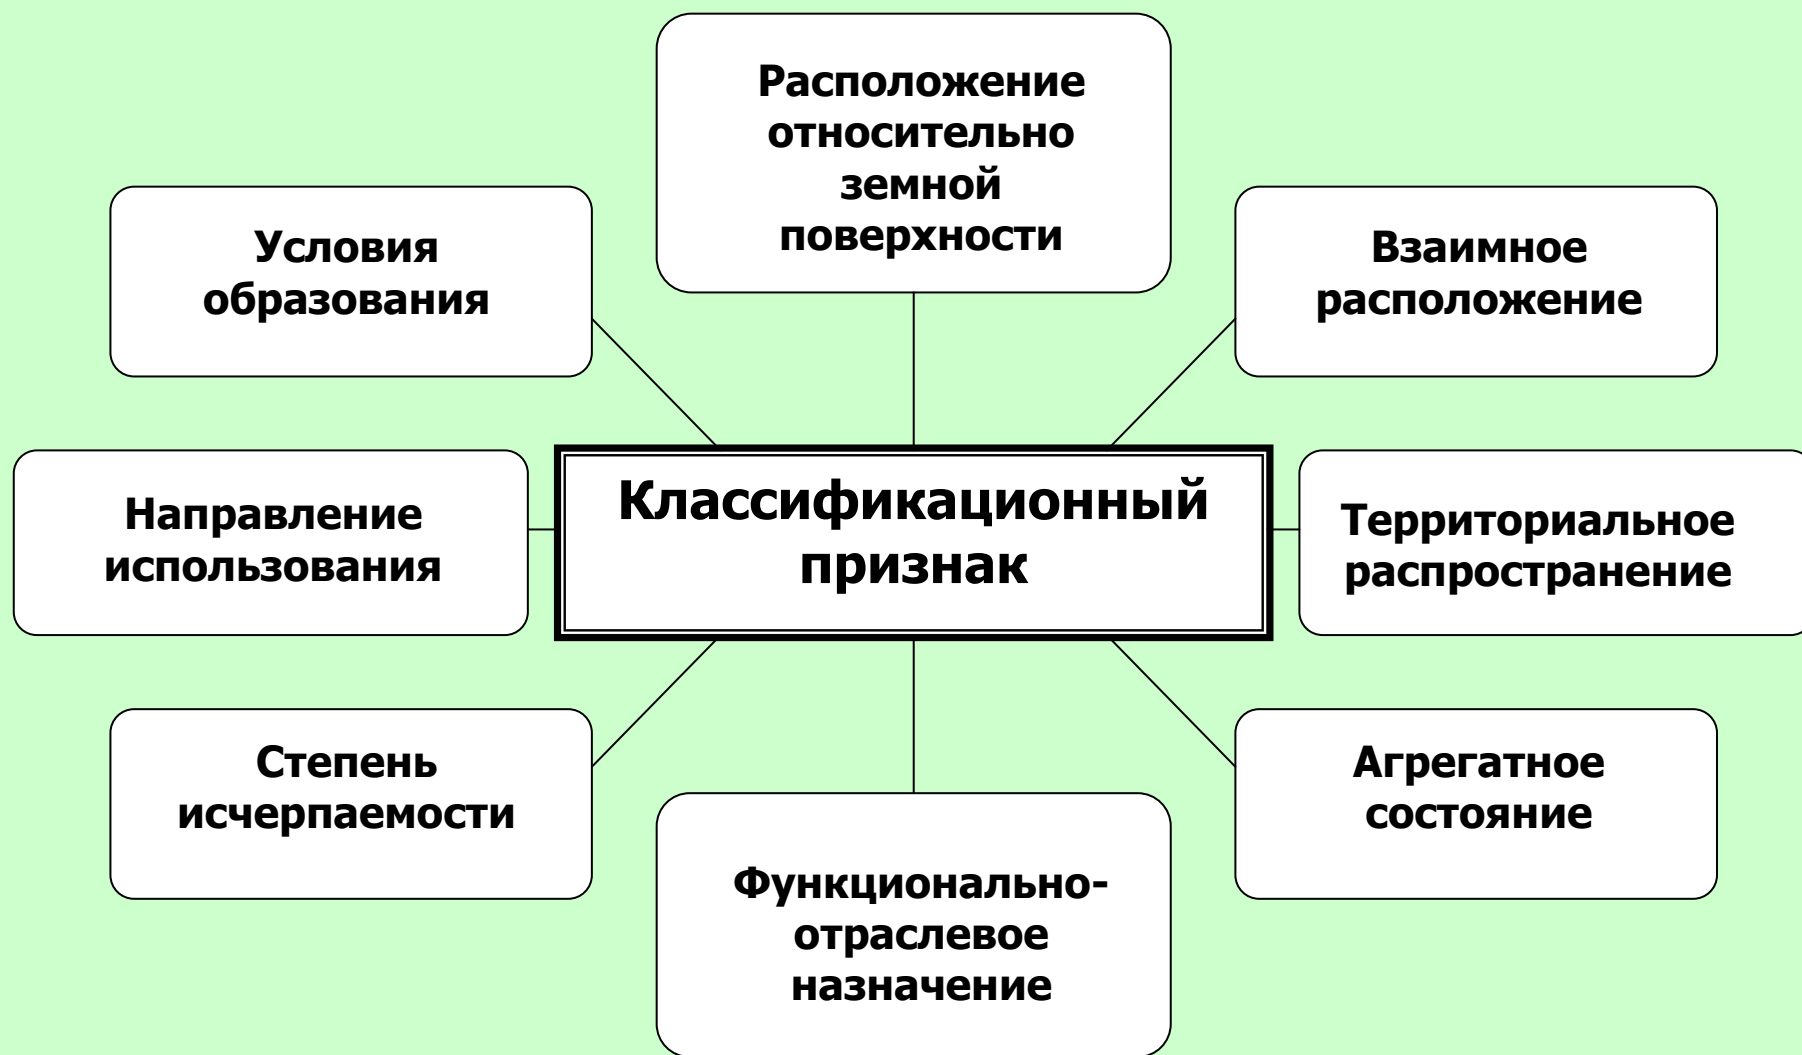 Расположение
относительно
земной
поверхности
Условия
образования
Взаимное
расположение
Направление
использования
Классификационный
признак
Территориальное
распространение
Степень
исчерпаемости
Агрегатное
состояние
Функционально-
отраслевое
назначение